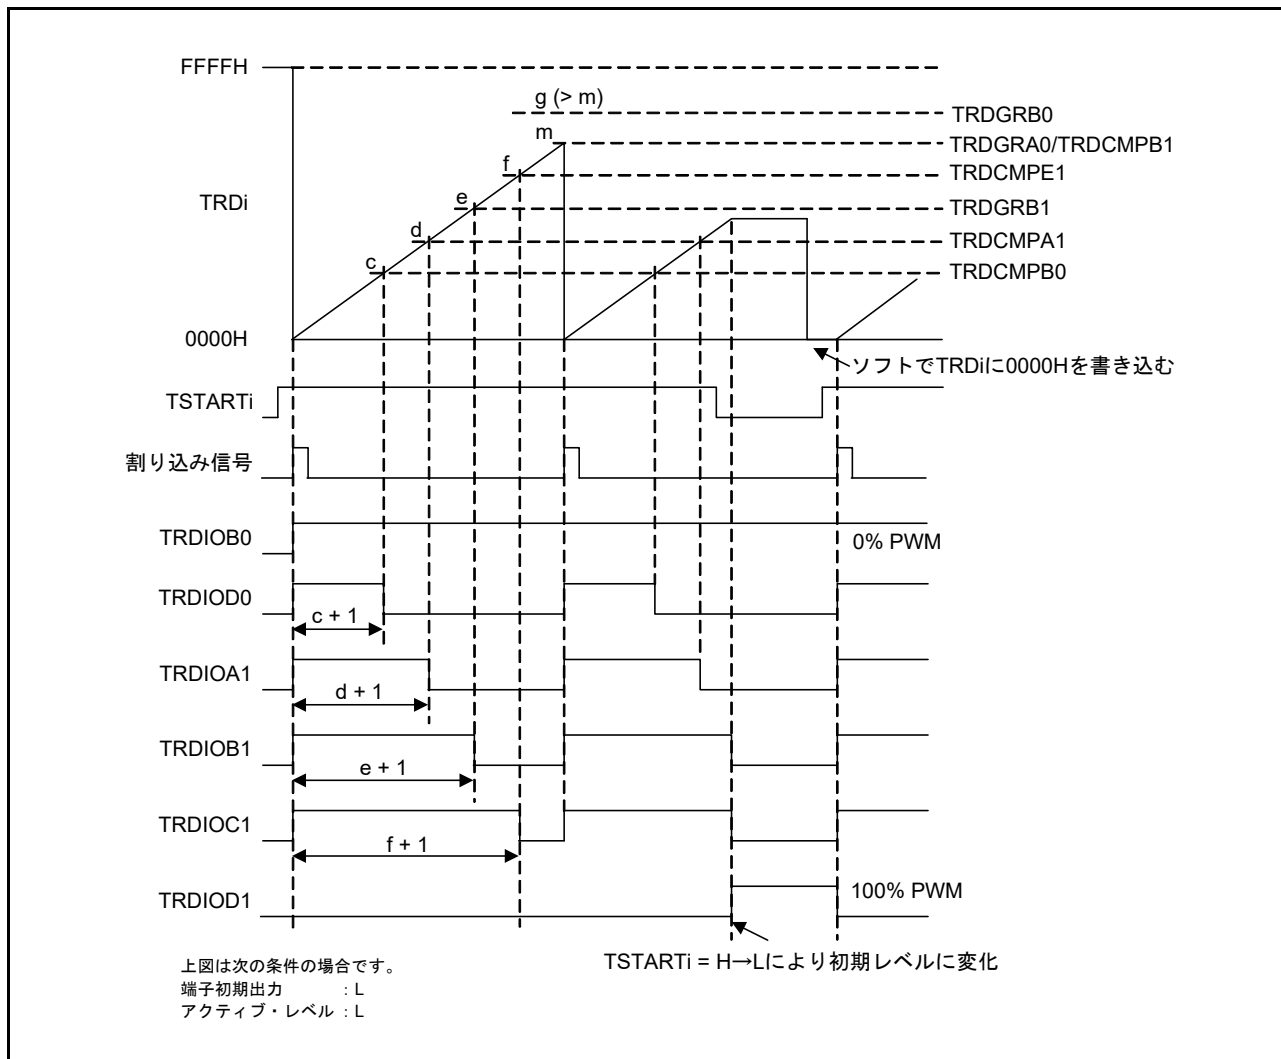 FFFFH
g (> m)
TRDGRB0
m
TRDGRA0/TRDCMPB1
f
TRDCMPE1
TRDi
e
TRDGRB1
d
TRDCMPA1
c
TRDCMPB0
0000H
ソフトでTRDiに0000Hを書き込む
TSTARTi
割り込み信号
TRDIOB0
0% PWM
TRDIOD0
c + 1
TRDIOA1
d + 1
TRDIOB1
e + 1
TRDIOC1
f + 1
TRDIOD1
100% PWM
TSTARTi = H→Lにより初期レベルに変化
上図は次の条件の場合です。
端子初期出力 : L
アクティブ・レベル : L